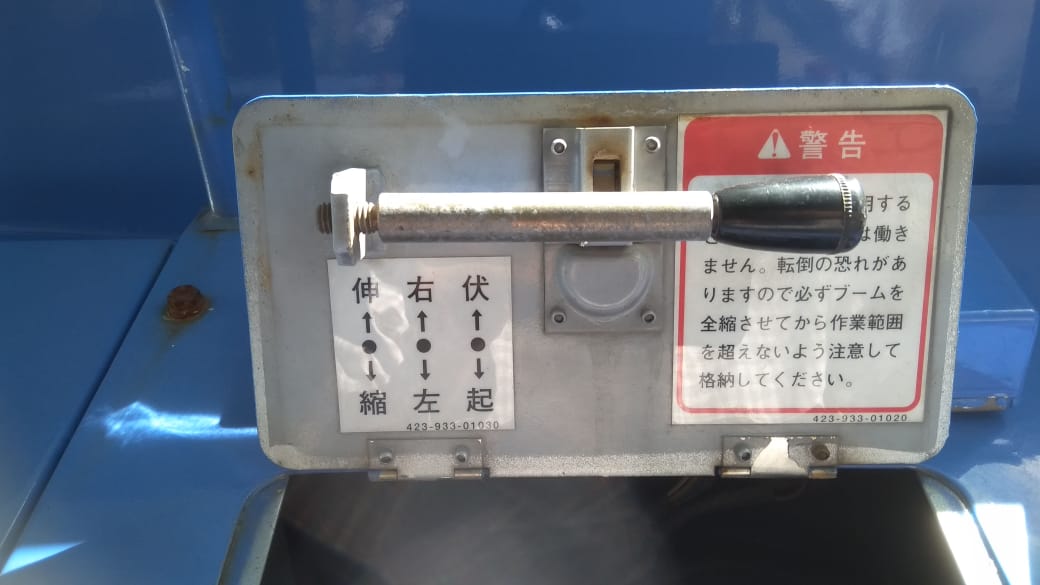 警告
用する
は働き
ません。転倒の恐れがあ
りますので必ずブームを
全縮させてから作業範囲
を超えないよう注意して
格納してください。
423-933-01020
伸 右 伏
↑ ↑ ↑
● ● ●
↓ ↓ ↓
縮 左 起
423-933-01030